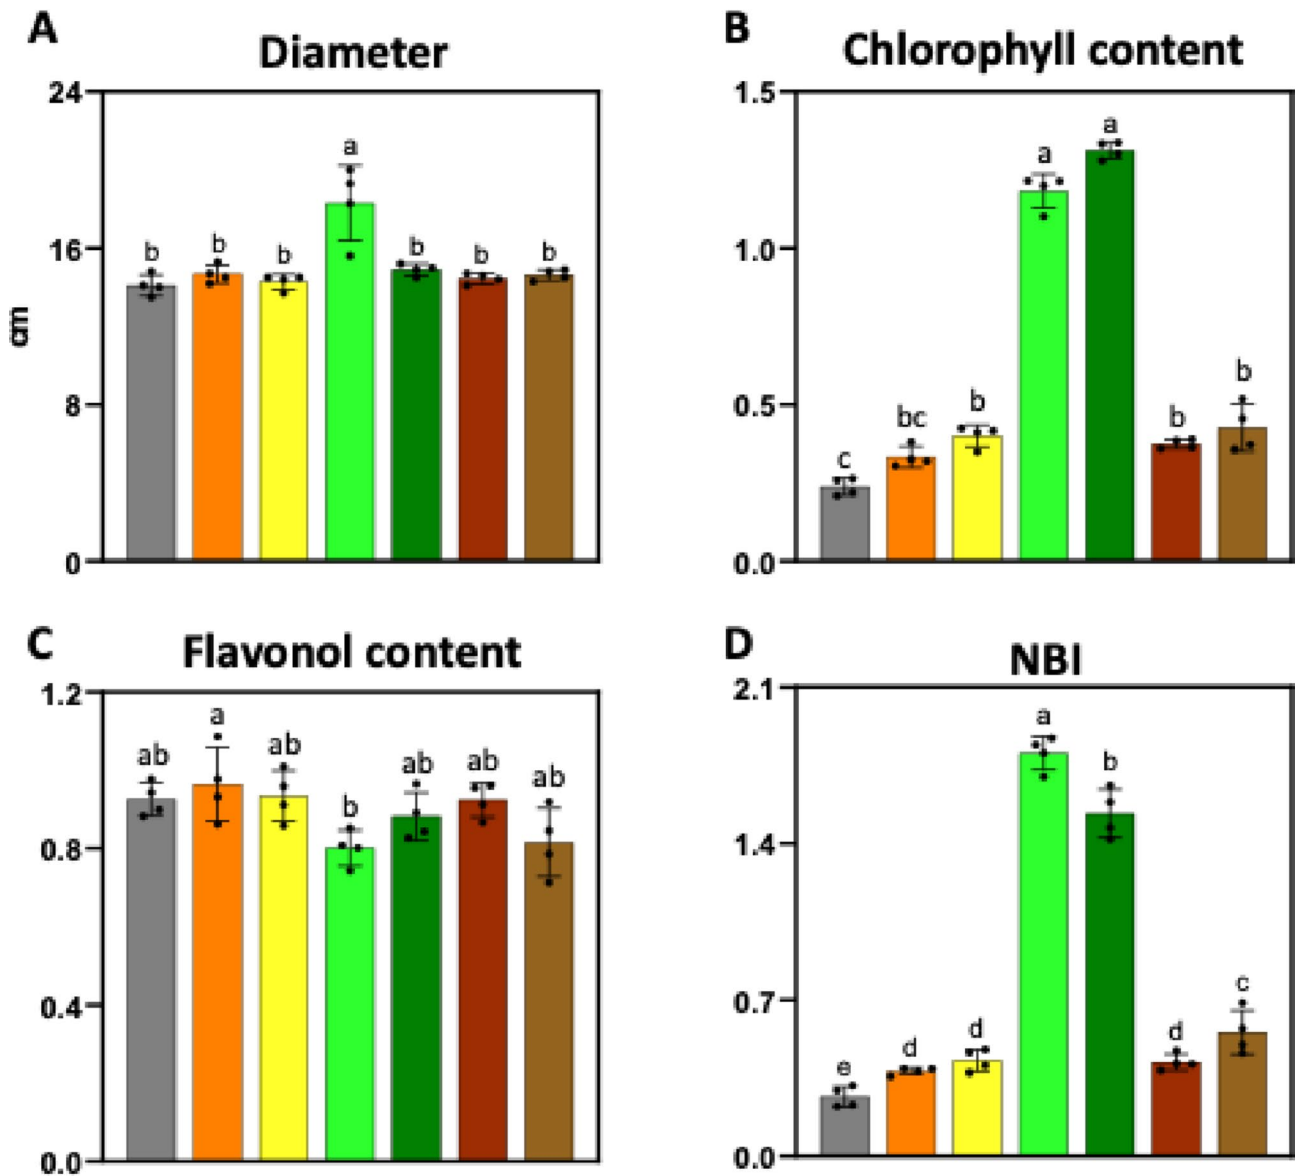 A
Diameter
24
16
8
0
cm
a
b b b b b b
B
Chlorophyll content
1.5
1.0
0.5
0.0
c bc b a a b b
C
Flavonol content
1.2
0.8
0.4
0.0
ab a ab b ab ab ab
D
NBI
2.1
1.4
0.7
0.0
e d d a b d c